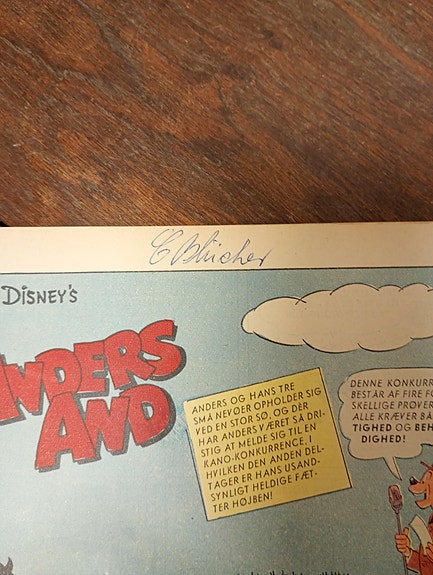 C Blücher
DISNEY'S
ANDERS
AND
ANDERS OG HANS TRE
SMÅ NEVØER OPHOLDER SIG
VED EN STOR SØ, OG DER
HAR ANDERS VÆRET SÅ DRI-
STIG AT MELDE SIG TIL EN
KANO-KONKURRENCE, I
HVILKEN DEN ANDEN DEL-
TAGER ER HANS USAND-
SYNLIGT HELDIGE FÆT-
TER HØJBEN!
DENNE KONKURR
BESTÅR AF FIRE FO
SKELLIGE PRØVER
ALLE KRÆVER BÅ
TIGHED OG BEH
DIGHED!